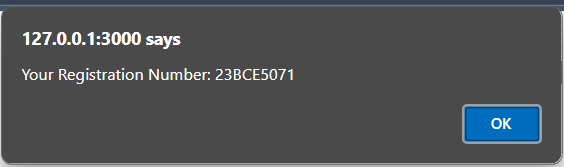 127.0.0.1:3000 says
Your Registration Number: 23BCE5071
OK